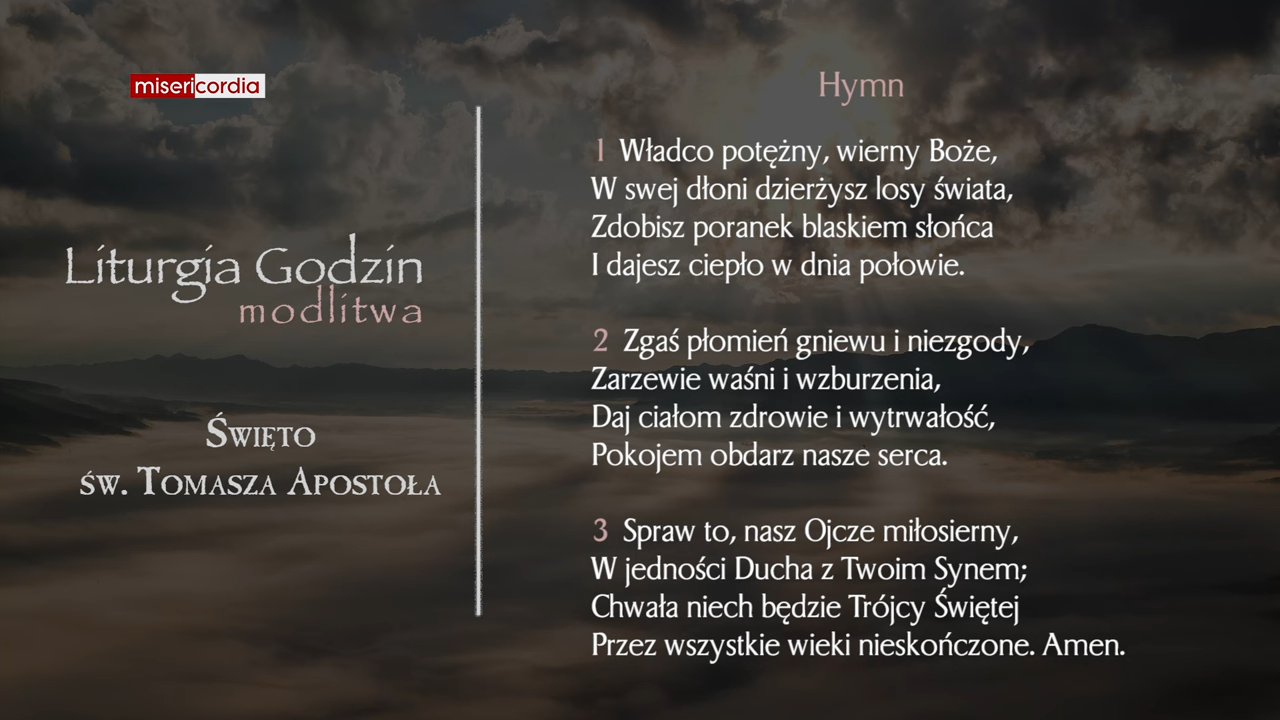 misericordia
Liturgia Godzin
modlitwa
Święto
św. Tomasza Apostoła
Hymn
1 Władco potężny, wierny Boże,
W swej dłoni dzierżysz losy świata,
Zdobisz poranek blaskiem słońca
I dajesz ciepło w dnia połowie.
2 Zgaś płomień gniewu i niezgody,
Zarzewie waśni i wzburzenia,
Daj ciałom zdrowie i wytrwałość,
Pokojem obdarz nasze serca.
3 Spraw to, nasz Ojcze miłosierny,
W jedności Ducha z Twoim Synem;
Chwała niech będzie Trójcy Świętej
Przez wszystkie wieki nieskończone. Amen.